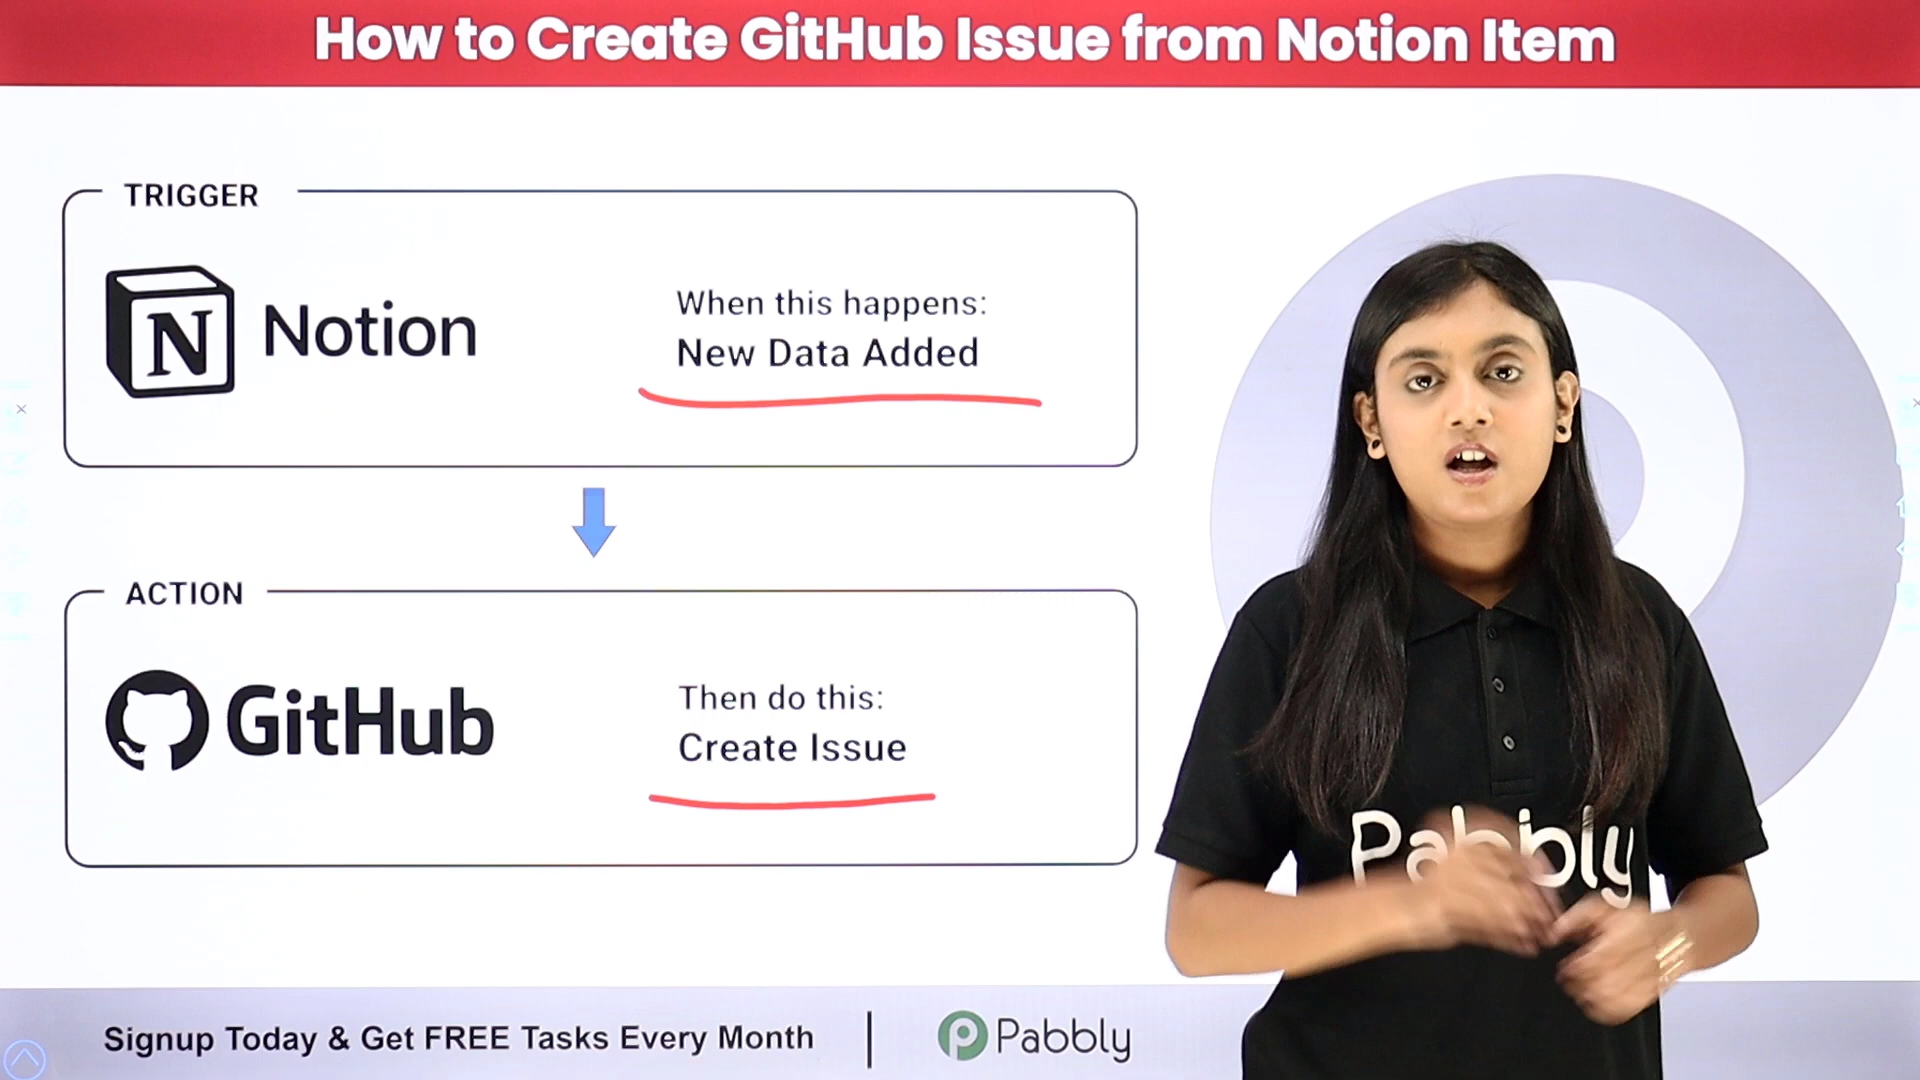 How to Create GitHub Issue from Notion Item
TRIGGER
N Notion
When this happens:
New Data Added
ACTION
GitHub
Then do this:
Create Issue
Pabbly
Signup Today & Get FREE Tasks Every Month
Pabbly